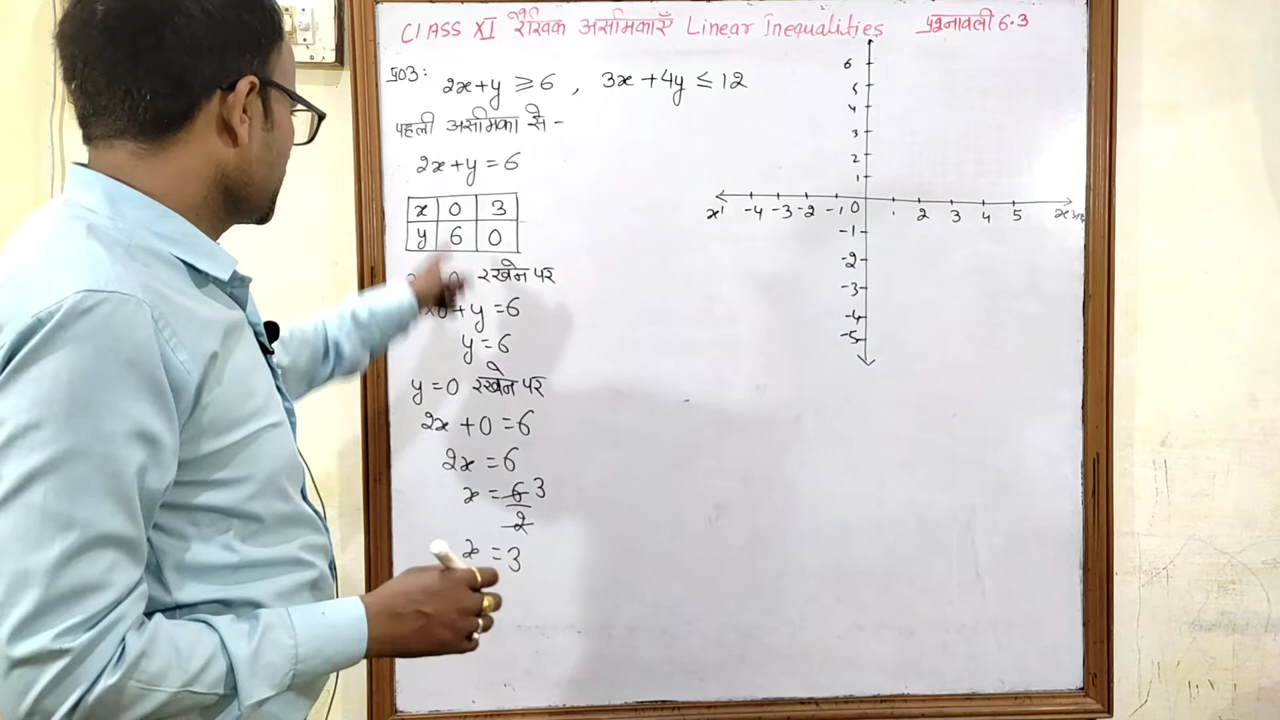 CLASS XI रैखिक असमिकाएँ Linear Inequalities प्रश्नावली 6.3
प्र03: 2x+y ≥ 6 , 3x+4y ≤ 12
पहली असमिका से -
2x+y = 6
x 0 3
y 6 0
0 रखने पर
x0+y = 6
y = 6
y = 0 रखने पर
2x + 0 = 6
2x = 6
x = 6/2 3
x = 3
6
5
4
3
2
1
x' -4 -3 -2 -1 0 1 2 3 4 5 x
-1
-2
-3
-4
-5